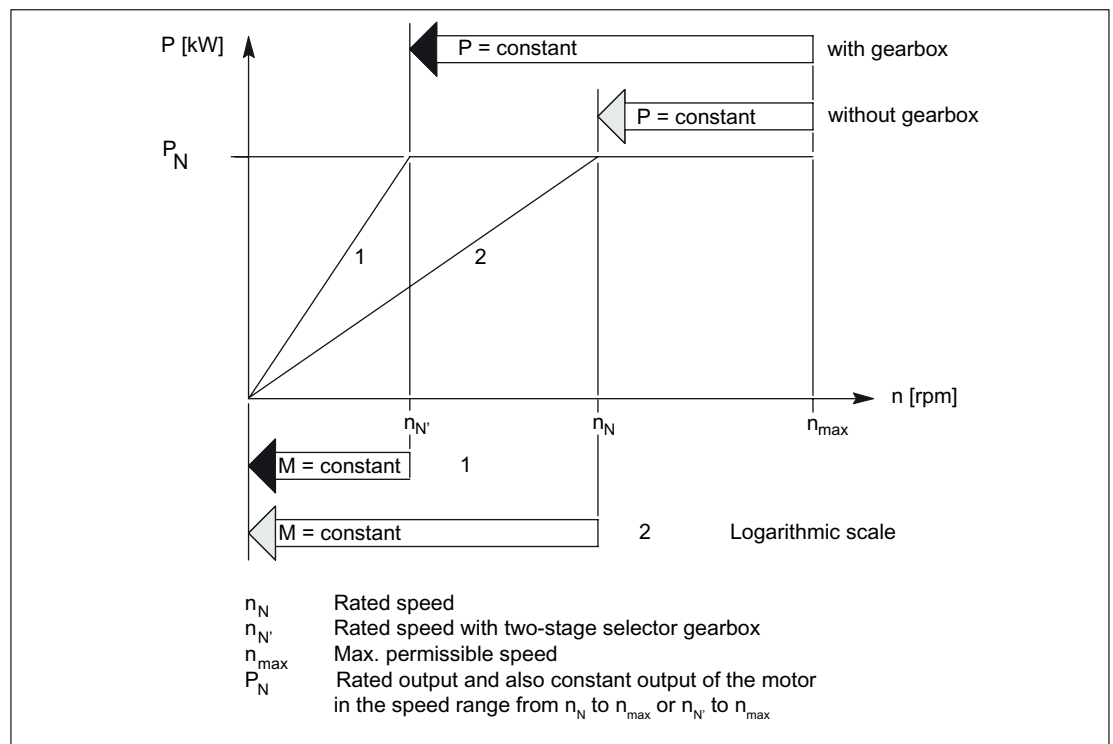 P [kW]
P = constant
with gearbox
P = constant
without gearbox
P_N
1
2
n [rpm]
n_N'
n_N
n_max
M = constant
1
M = constant
2
Logarithmic scale
n_N Rated speed
n_N' Rated speed with two-stage selector gearbox
n_max Max. permissible speed
P_N Rated output and also constant output of the motor
in the speed range from n_N to n_max or n_N' to n_max